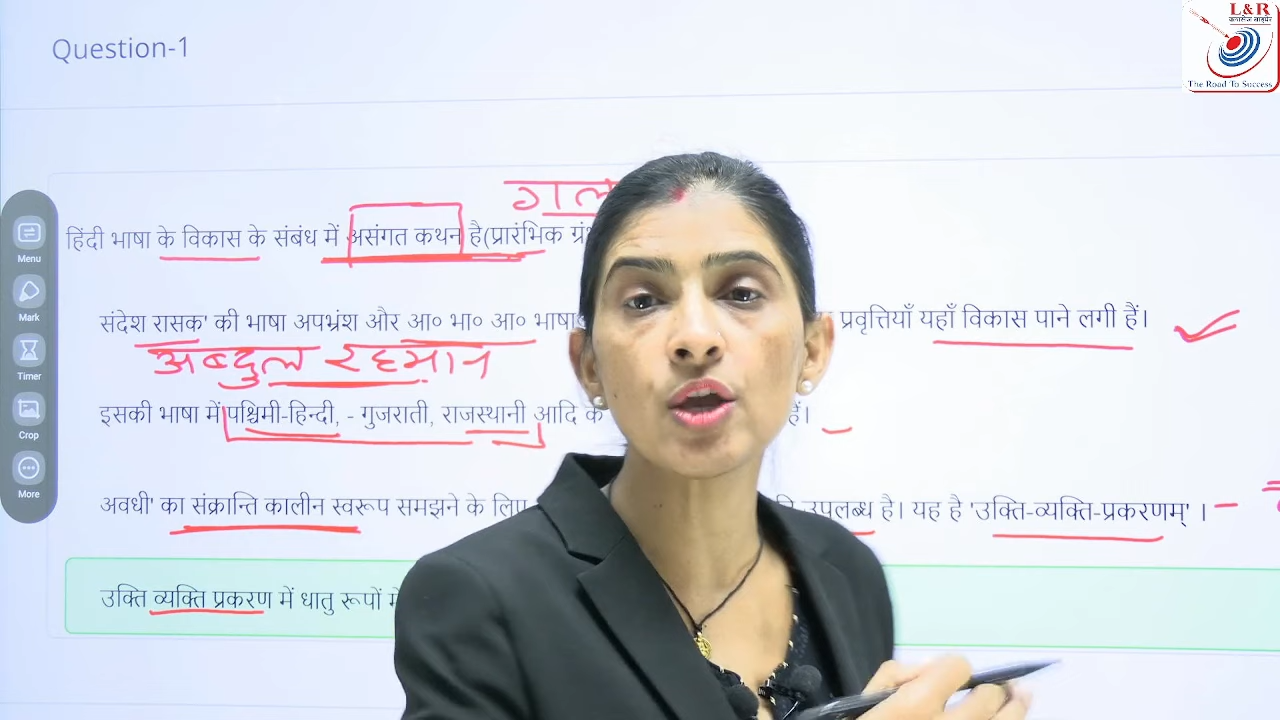 L&R
Question-1
The Road To Success
हिंदी भाषा के विकास के संबंध में असंगत कथन है(प्रारंभिक
Menu
संदेश रासक' की भाषा अपभ्रंश और आ० भा० आ० प्रवृत्तियाँ यहाँ विकास पाने लगी हैं।
Mark
अब्दुल रहमान
Timer
इसकी भाषा में पश्चिमी-हिन्दी, - गुजराती, राजस्थानी आदि के हैं।
Crop
More
अवधी' का संक्रान्ति कालीन स्वरूप समझने के लिए उपलब्ध है। यह है 'उक्ति-व्यक्ति-प्रकरणम्' ।
उक्ति व्यक्ति प्रकरण में धातु रूपों